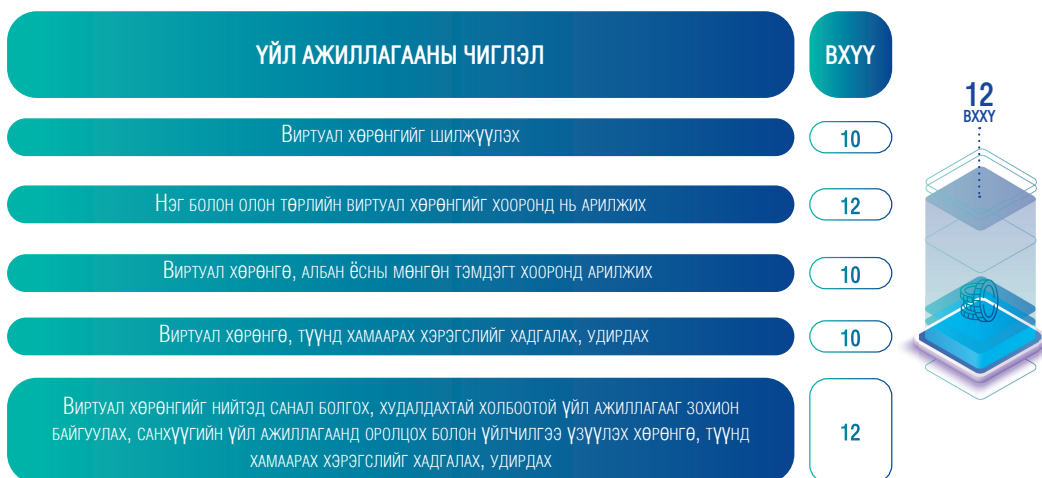 ҮЙЛ АЖИЛЛАГААНЫ ЧИГЛЭЛ
ВХҮҮ
12
ВХХҮ
ВИРТУАЛ ХӨРӨНГИЙГ ШИЛЖҮҮЛЭХ
10
НЭГ БОЛОН ОЛОН ТӨРЛИЙН ВИРТУАЛ ХӨРӨНГИЙГ ХООРОНД НЬ АРИЛЖИХ
12
ВИРТУАЛ ХӨРӨНГӨ, АЛБАН ЁСНЫ МӨНГӨН ТЭМДЭГТ ХООРОНД АРИЛЖИХ
10
ВИРТУАЛ ХӨРӨНГӨ, ТҮҮНД ХАМААРАХ ХЭРЭГСЛИЙГ ХАДГАЛАХ, УДИРДАХ
10
ВИРТУАЛ ХӨРӨНГИЙГ НИЙТЭД САНАЛ БОЛГОХ, ХУДАЛДАХТАЙ ХОЛБООТОЙ ҮЙЛ АЖИЛЛАГААГ ЗОХИОН
БАЙГУУЛАХ, САНХҮҮГИЙН ҮЙЛ АЖИЛЛАГААНД ОРОЛЦОХ БОЛОН ҮЙЛЧИЛГЭЭ ҮЗҮҮЛЭХ ХӨРӨНГӨ, ТҮҮНД
ХАМААРАХ ХЭРЭГСЛИЙГ ХАДГАЛАХ, УДИРДАХ
12